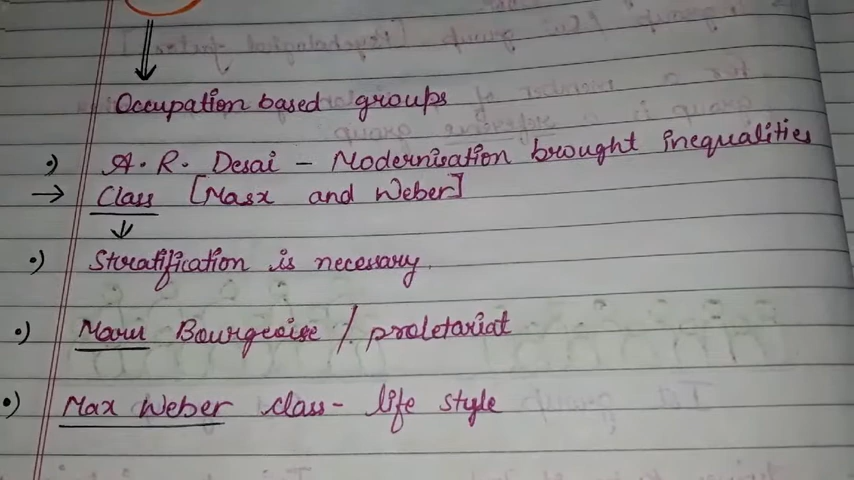 Occupation based groups
•) A. R. Desai - Modernisation brought inequalities
→ Class [Marx and Weber]
↓
•) Stratification is necessary.
•) Marx Bourgeoise / proletariat
•) Max Weber class - life style